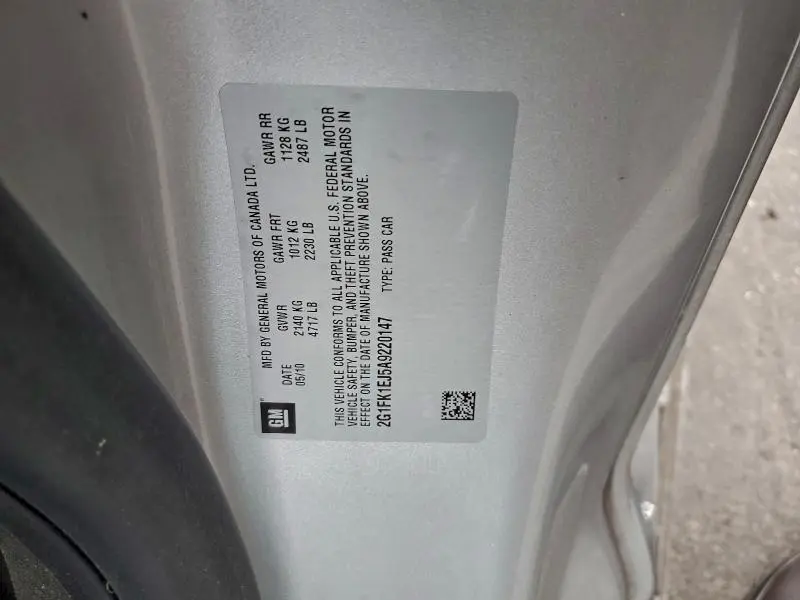 MFD BY GENERAL MOTORS OF CANADA LTD.
DATE GVWR GAWR FRT GAWR RR
05/10 2140 KG 1012 KG 1128 KG
4717 LB 2230 LB 2487 LB
GM
THIS VEHICLE CONFORMS TO ALL APPLICABLE U.S. FEDERAL MOTOR
VEHICLE SAFETY, BUMPER, AND THEFT PREVENTION STANDARDS IN
EFFECT ON THE DATE OF MANUFACTURE SHOWN ABOVE.
2G1FK1EJ5A9220147 TYPE: PASS CAR